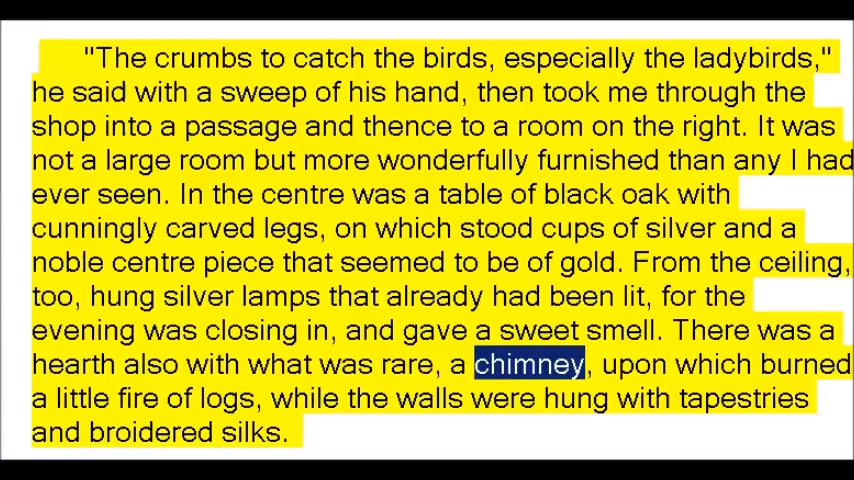 "The crumbs to catch the birds, especially the ladybirds,"
he said with a sweep of his hand, then took me through the
shop into a passage and thence to a room on the right. It was
not a large room but more wonderfully furnished than any I had
ever seen. In the centre was a table of black oak with
cunningly carved legs, on which stood cups of silver and a
noble centre piece that seemed to be of gold. From the ceiling,
too, hung silver lamps that already had been lit, for the
evening was closing in, and gave a sweet smell. There was a
hearth also with what was rare, a chimney, upon which burned
a little fire of logs, while the walls were hung with tapestries
and broidered silks.